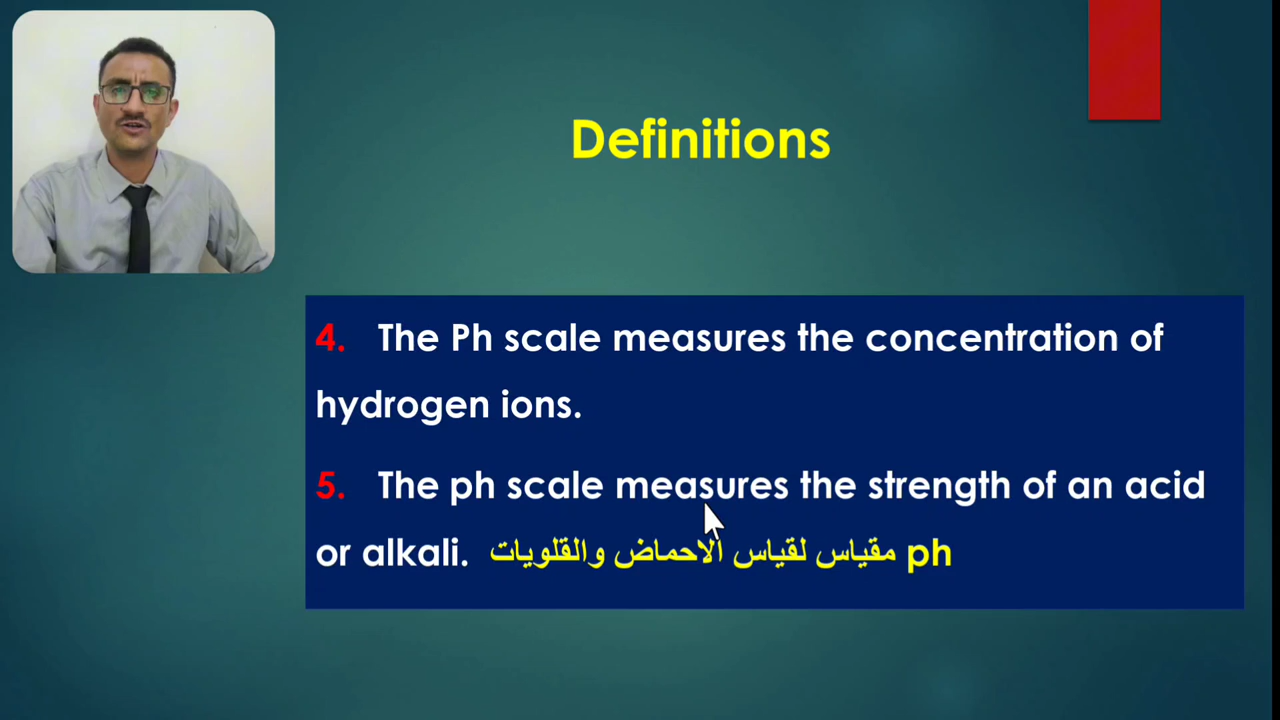 Definitions
4. The Ph scale measures the concentration of
hydrogen ions.
5. The ph scale measures the strength of an acid
or alkali. ph مقياس لقياس الاحماض والقلويات